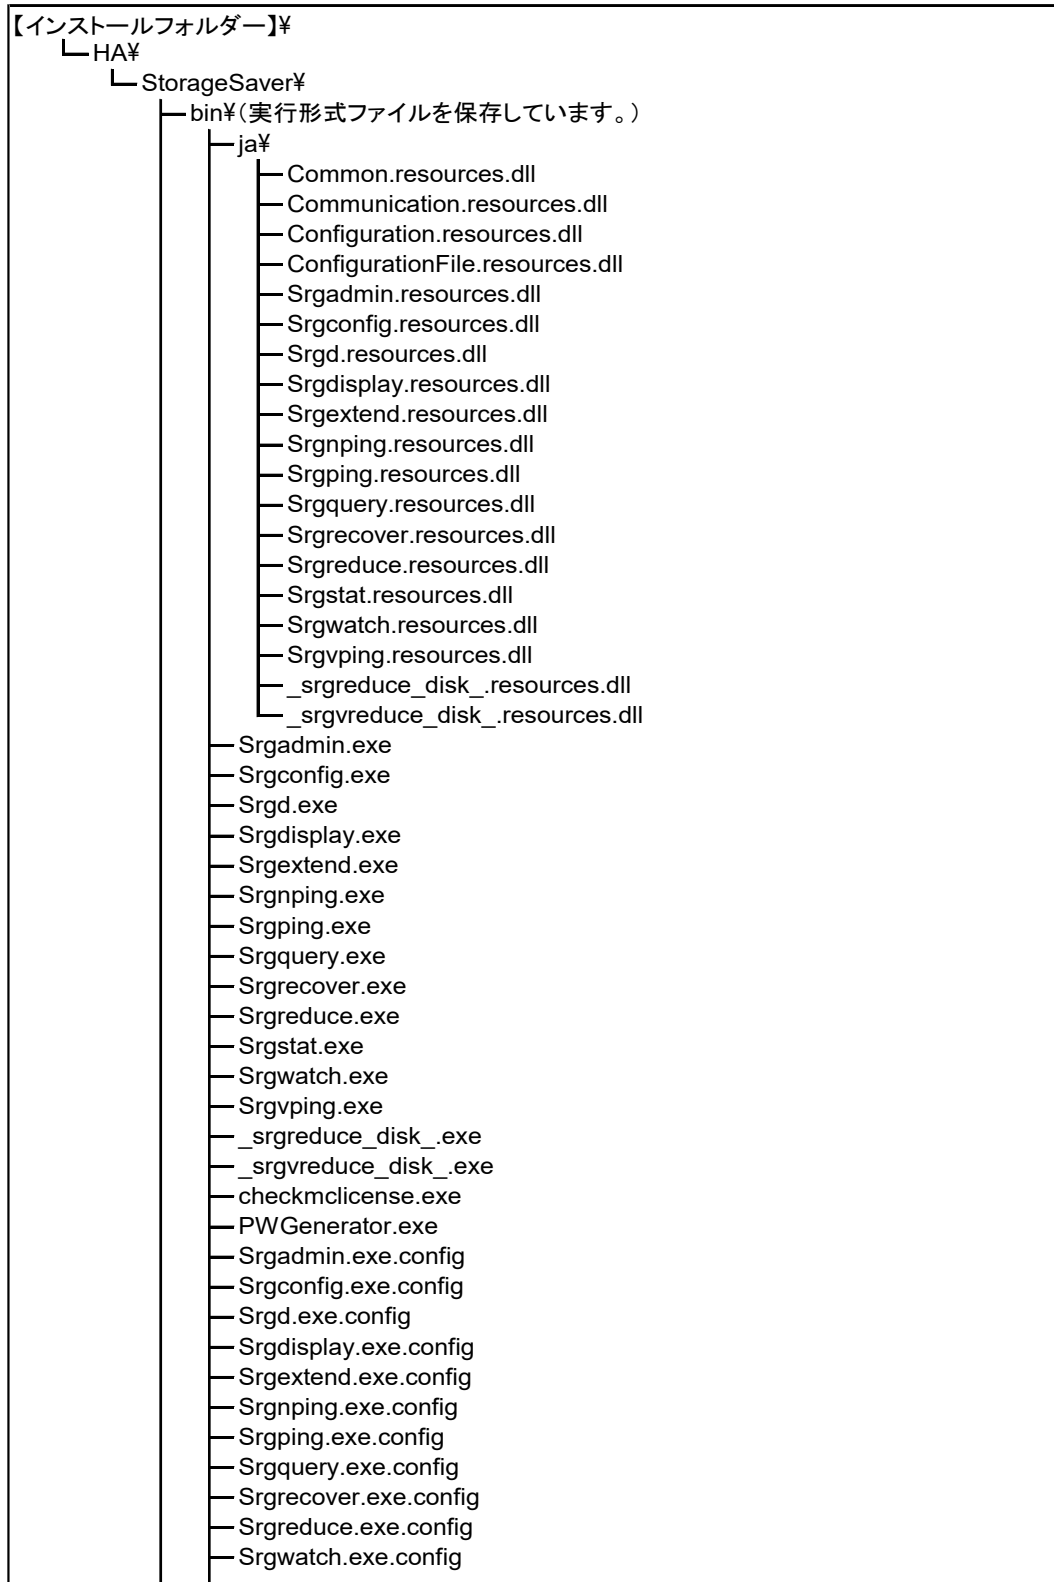 【インストールフォルダー】¥
HA¥
StorageSaver¥
bin¥(実行形式ファイルを保存しています。)
ja¥
Common.resources.dll
Communication.resources.dll
Configuration.resources.dll
ConfigurationFile.resources.dll
Srgadmin.resources.dll
Srgconfig.resources.dll
Srgd.resources.dll
Srgdisplay.resources.dll
Srgextend.resources.dll
Srgnping.resources.dll
Srgping.resources.dll
Srgquery.resources.dll
Srgrecover.resources.dll
Srgreduce.resources.dll
Srgstat.resources.dll
Srgwatch.resources.dll
Srgvping.resources.dll
_srgreduce_disk_.resources.dll
_srgvreduce_disk_.resources.dll
Srgadmin.exe
Srgconfig.exe
Srgd.exe
Srgdisplay.exe
Srgextend.exe
Srgnping.exe
Srgping.exe
Srgquery.exe
Srgrecover.exe
Srgreduce.exe
Srgstat.exe
Srgwatch.exe
Srgvping.exe
_srgreduce_disk_.exe
_srgvreduce_disk_.exe
checkmclicense.exe
PWGenerator.exe
Srgadmin.exe.config
Srgconfig.exe.config
Srgd.exe.config
Srgdisplay.exe.config
Srgextend.exe.config
Srgnping.exe.config
Srgping.exe.config
Srgquery.exe.config
Srgrecover.exe.config
Srgreduce.exe.config
Srgwatch.exe.config